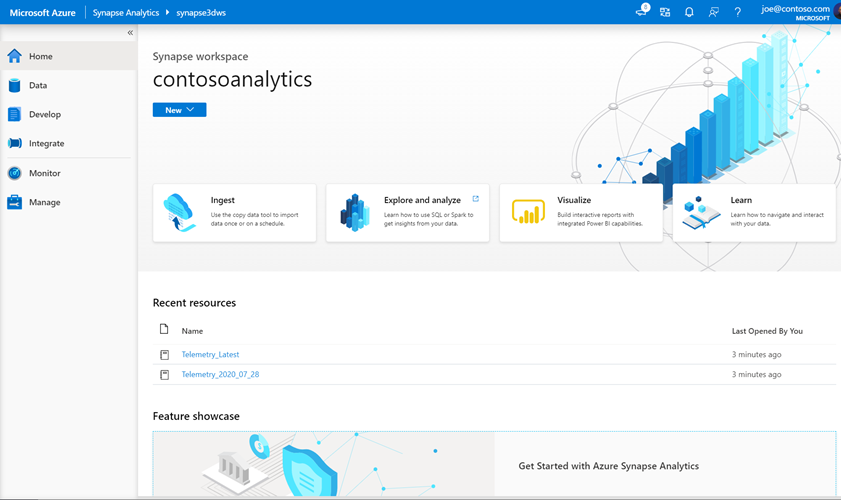 Microsoft Azure
Synapse Analytics
synapse3dws
8
joe@contoso.com
MICROSOFT
«
Home
Data
Develop
Integrate
Monitor
Manage
Synapse workspace
contosoanalytics
New
Ingest
Use the copy data tool to import
data once or on a schedule.
Explore and analyze
Learn how to use SQL or Spark to
get insights from your data.
Visualize
Build interactive reports with
integrated Power BI capabilities.
Learn
Learn how to navigate and interact
with your data.
Recent resources
Name
Last Opened By You
Telemetry_Latest
3 minutes ago
Telemetry_2020_07_28
3 minutes ago
Feature showcase
Get Started with Azure Synapse Analytics